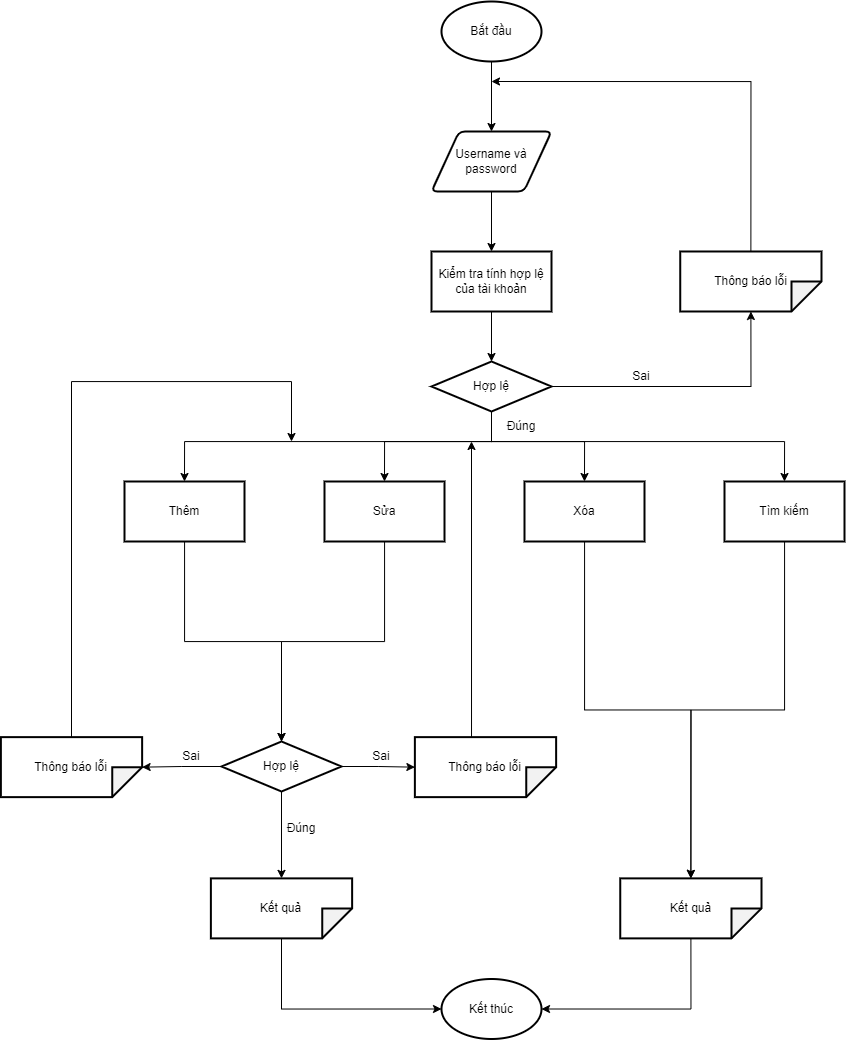 Bắt đầu
Username và
password
Kiểm tra tính hợp lệ
của tài khoản
Thông báo lỗi
Hợp lệ
Sai
Đúng
Thêm
Sửa
Xóa
Tìm kiếm
Thông báo lỗi
Sai
Hợp lệ
Sai
Thông báo lỗi
Đúng
Kết quả
Kết quả
Kết thúc